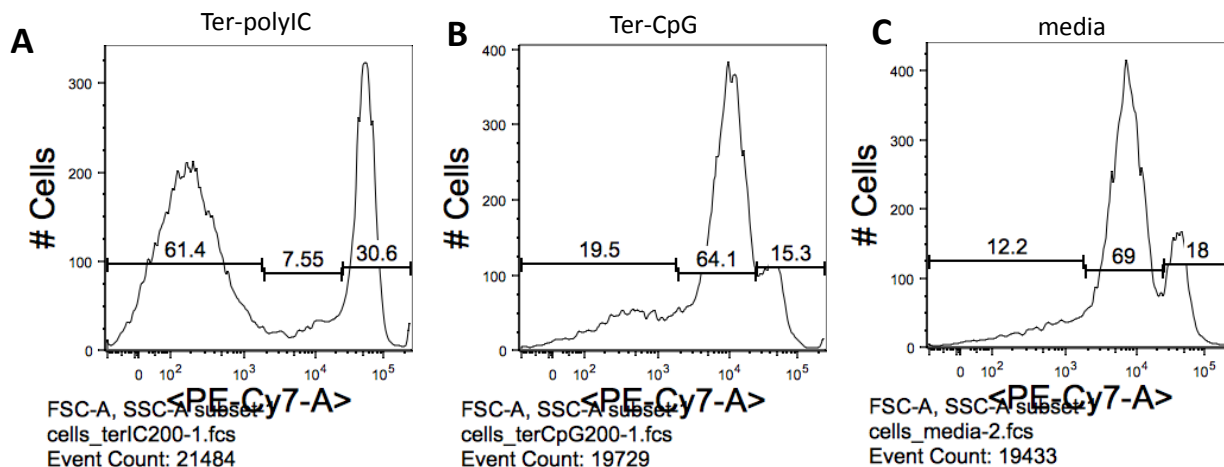 A
Ter-polyIC
300
200
100
0
# Cells
61.4
7.55
30.6
0
10^2
10^3
10^4
10^5
<PE-Cy7-A>
FSC-A, SSC-A subset-1
cells_terIC200-1.fcs
Event Count: 21484
B
Ter-CpG
400
300
200
100
0
# Cells
19.5
64.1
15.3
0
10^2
10^3
10^4
10^5
<PE-Cy7-A>
FSC-A, SSC-A subset-1
cells_terCpG200-1.fcs
Event Count: 19729
C
media
400
300
200
100
0
# Cells
12.2
69
18
0
10^2
10^3
10^4
10^5
<PE-Cy7-A>
FSC-A, SSC-A subset-1
cells_media-2.fcs
Event Count: 19433